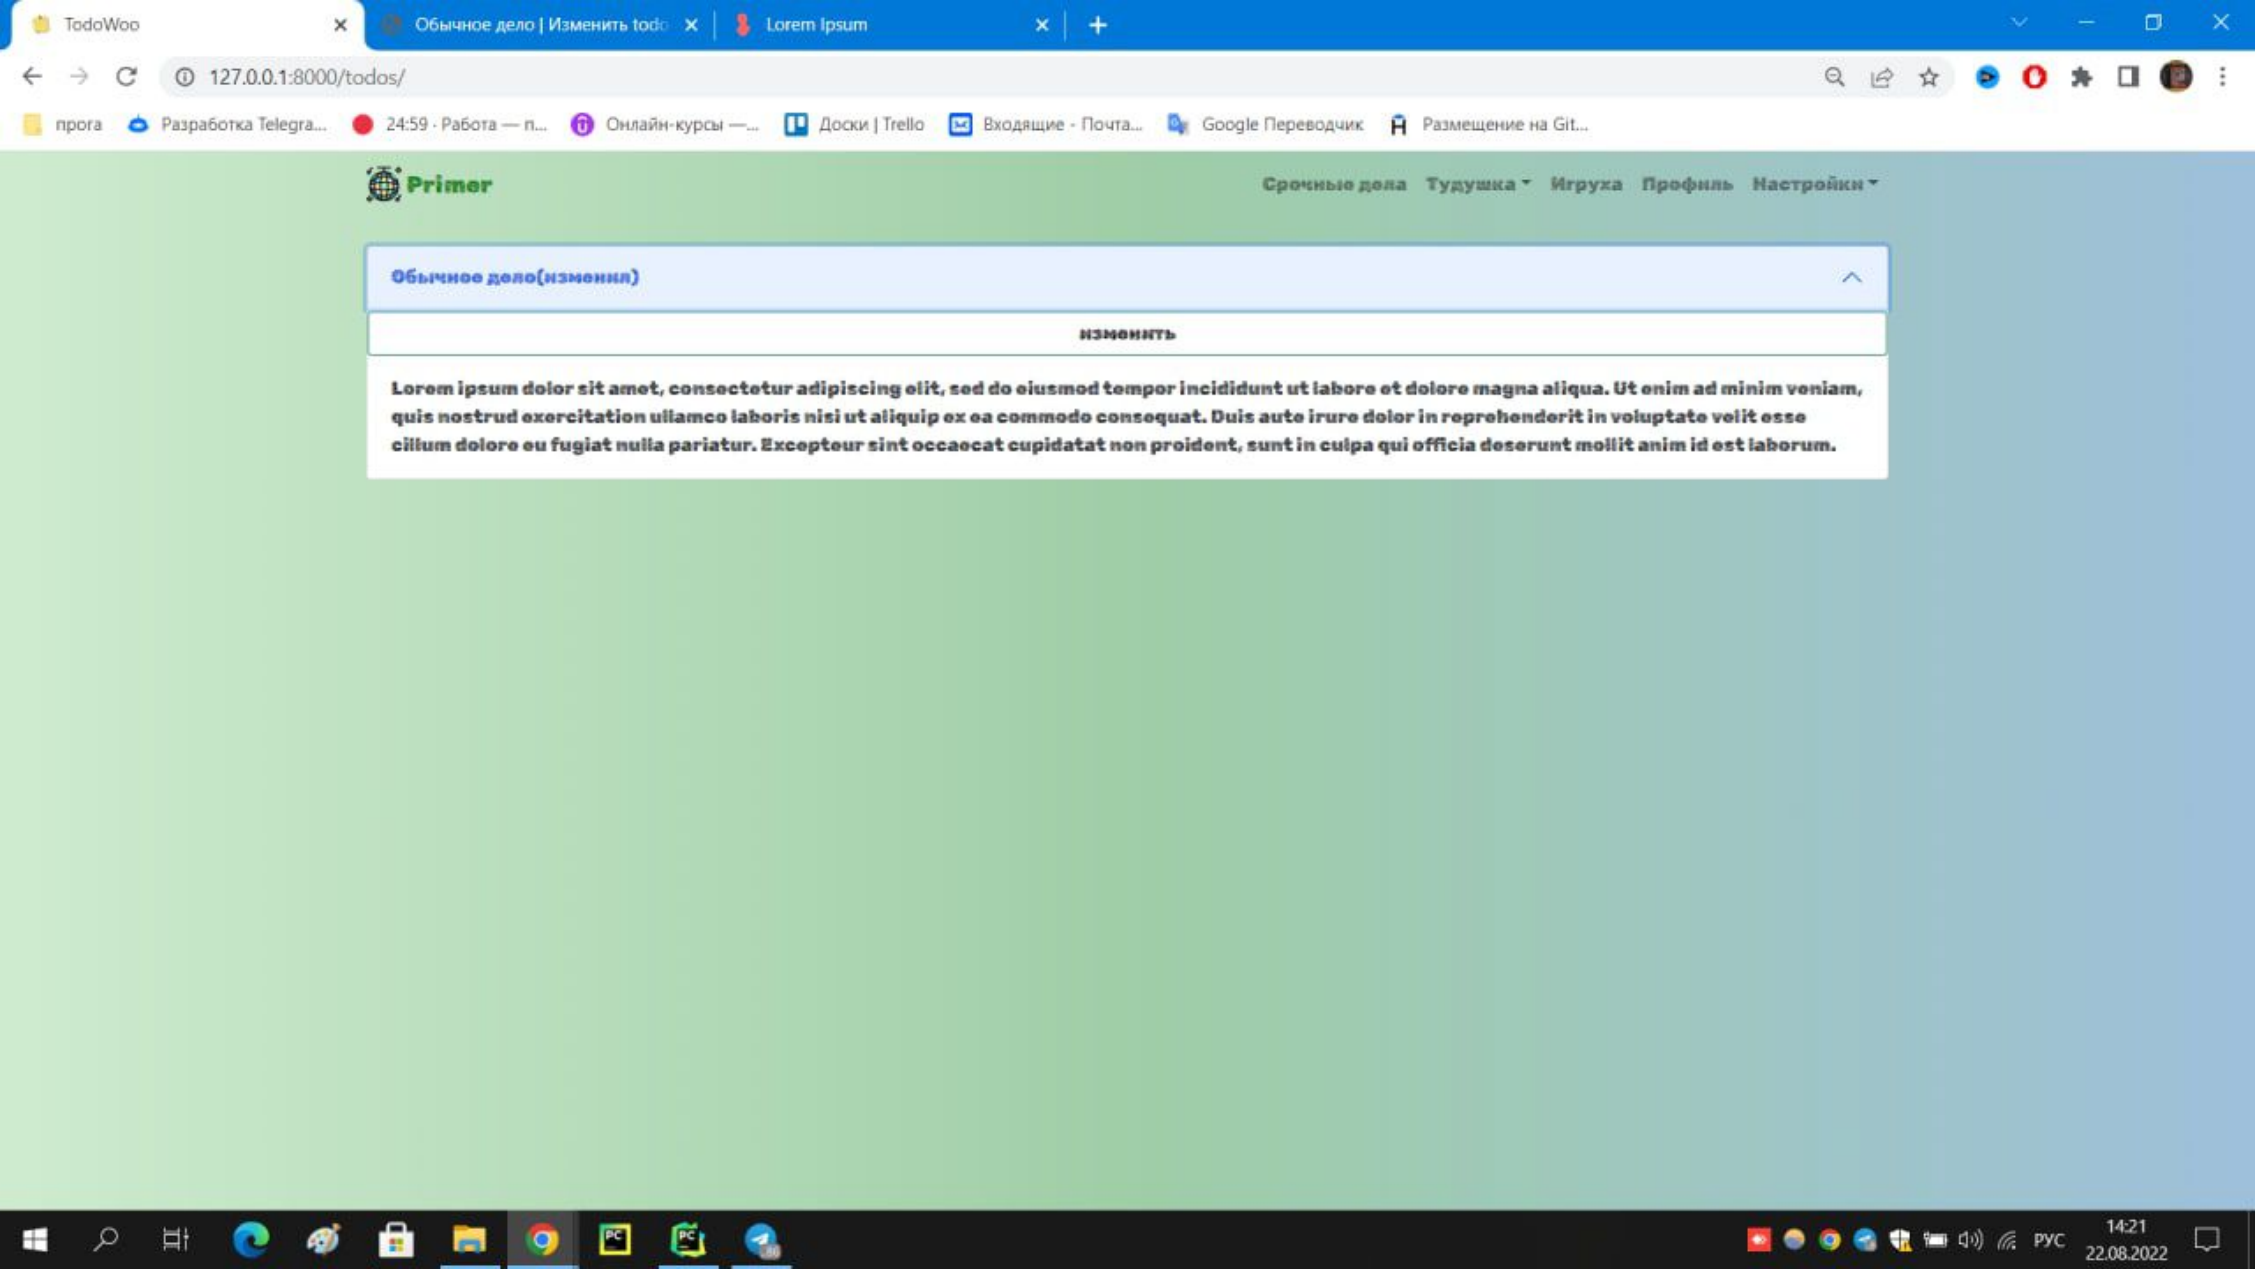 TodoWoo
Обычное дело | Изменить todo
Lorem Ipsum
127.0.0.1:8000/todos/
прога
Разработка Telegra...
24:59 - Работа — п...
Онлайн-курсы —...
Доски | Trello
Входящие - Почта...
Google Переводчик
Размещение на Git...
Primer
Срочные дела Тудушка Игруха Профиль Настройки
Обычное дело(изменил)
изменить
Lorem ipsum dolor sit amet, consectetur adipiscing elit, sed do eiusmod tempor incididunt ut labore et dolore magna aliqua. Ut enim ad minim veniam,
quis nostrud exercitation ullamco laboris nisi ut aliquip ex ea commodo consequat. Duis aute irure dolor in reprehenderit in voluptate velit esse
cillum dolore eu fugiat nulla pariatur. Excepteur sint occaecat cupidatat non proident, sunt in culpa qui officia deserunt mollit anim id est laborum.
PC
PC
РУС
14:21
22.08.2022